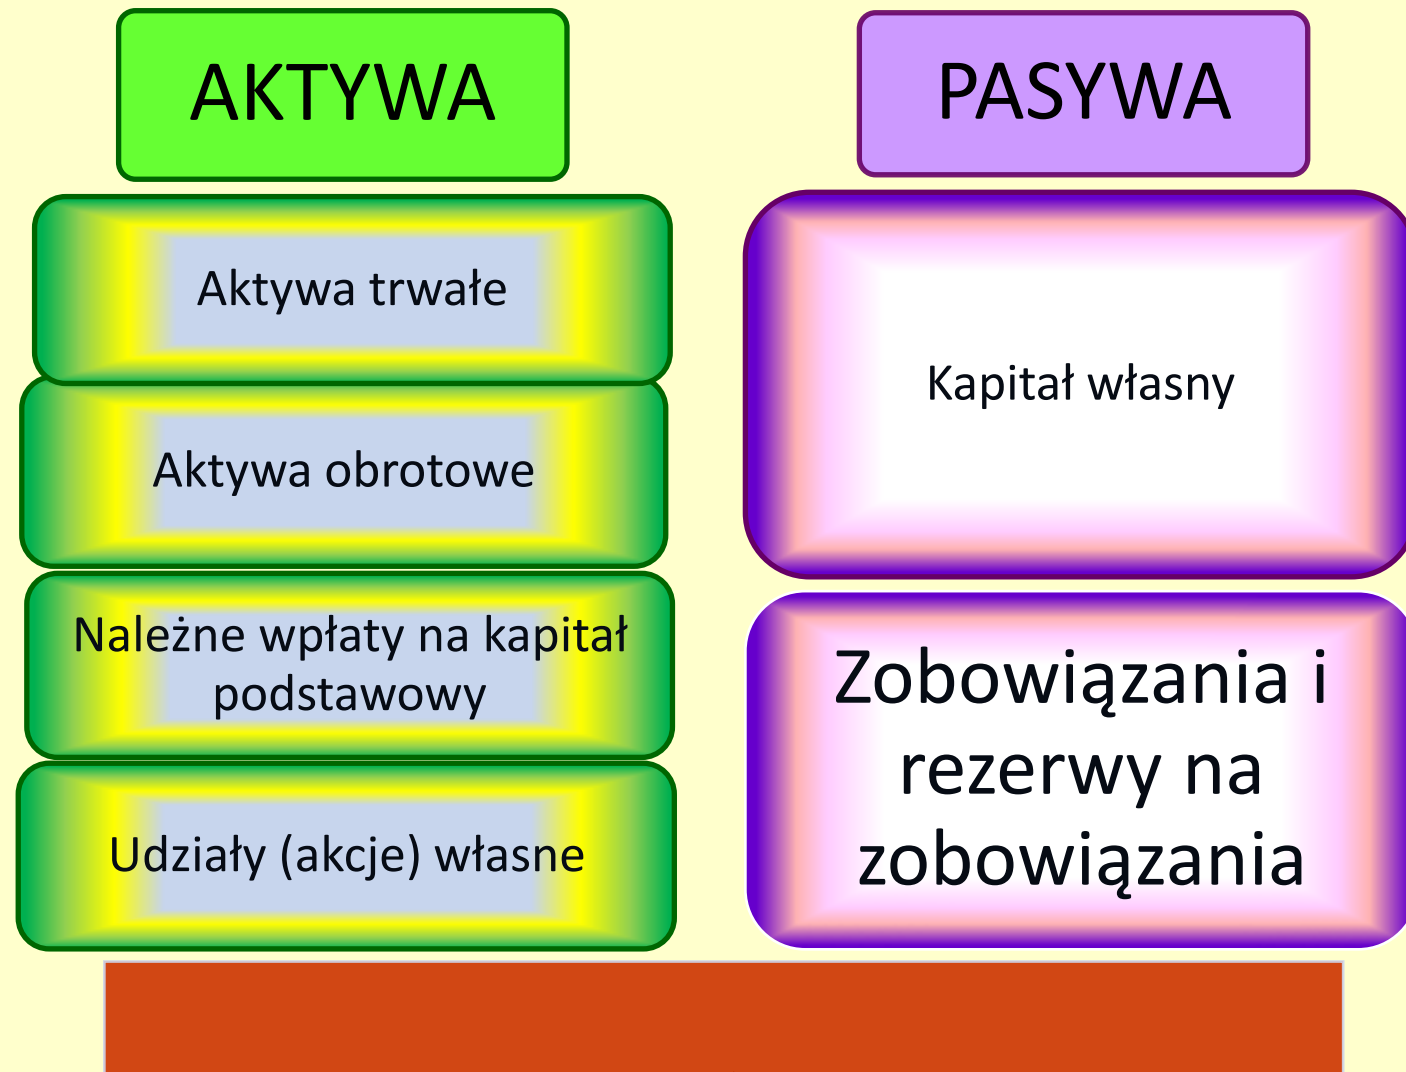 AKTYWA
Aktywa trwałe
Aktywa obrotowe
Należne wpłaty na kapitał
podstawowy
Udziały (akcje) własne
PASYWA
Kapitał własny
Zobowiązania i
rezerwy na
zobowiązania